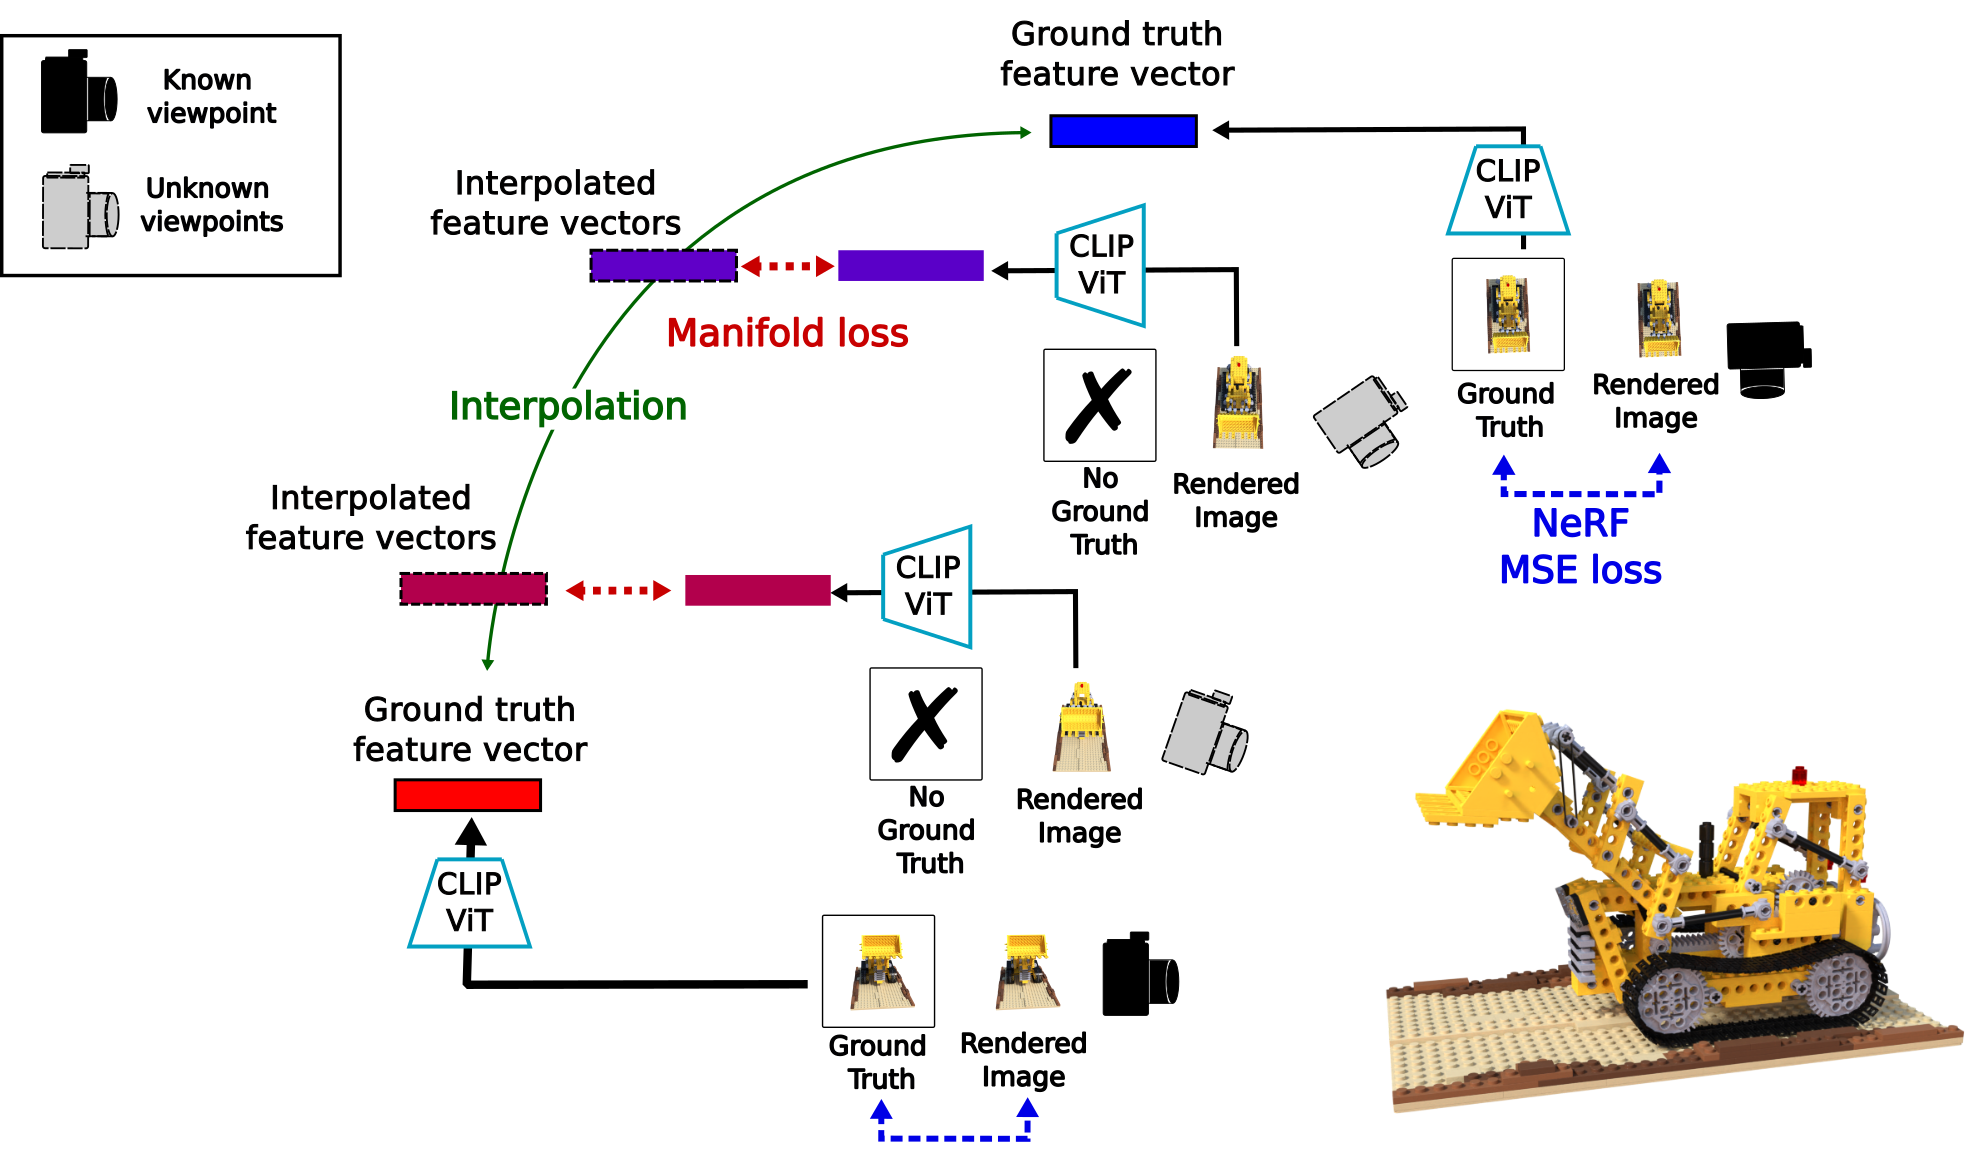 Known
viewpoint
Unknown
viewpoints
Ground truth
feature vector
CLIP
ViT
Interpolated
feature vectors
CLIP
ViT
Manifold loss
Ground
Truth
Rendered
Image
Interpolation
No
Ground
Truth
Rendered
Image
NeRF
MSE loss
Interpolated
feature vectors
CLIP
ViT
Ground truth
feature vector
No
Ground
Truth
Rendered
Image
CLIP
ViT
Ground
Truth
Rendered
Image